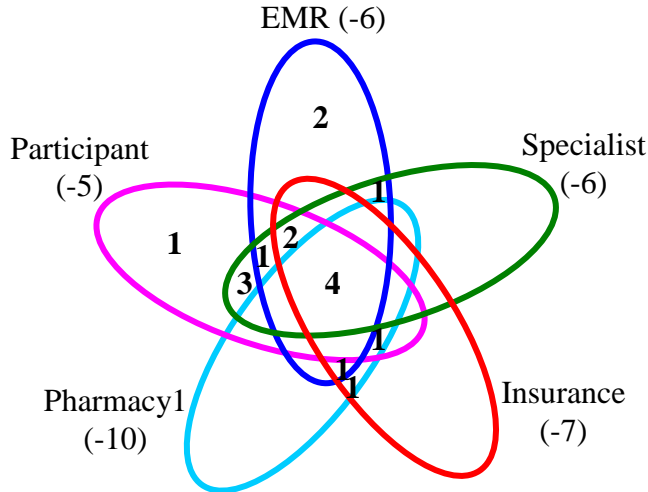 EMR (-6)
2
Participant
(-5)
Specialist
(-6)
1
1
2
1
3
4
1
1
1
Pharmacy1
(-10)
Insurance
(-7)